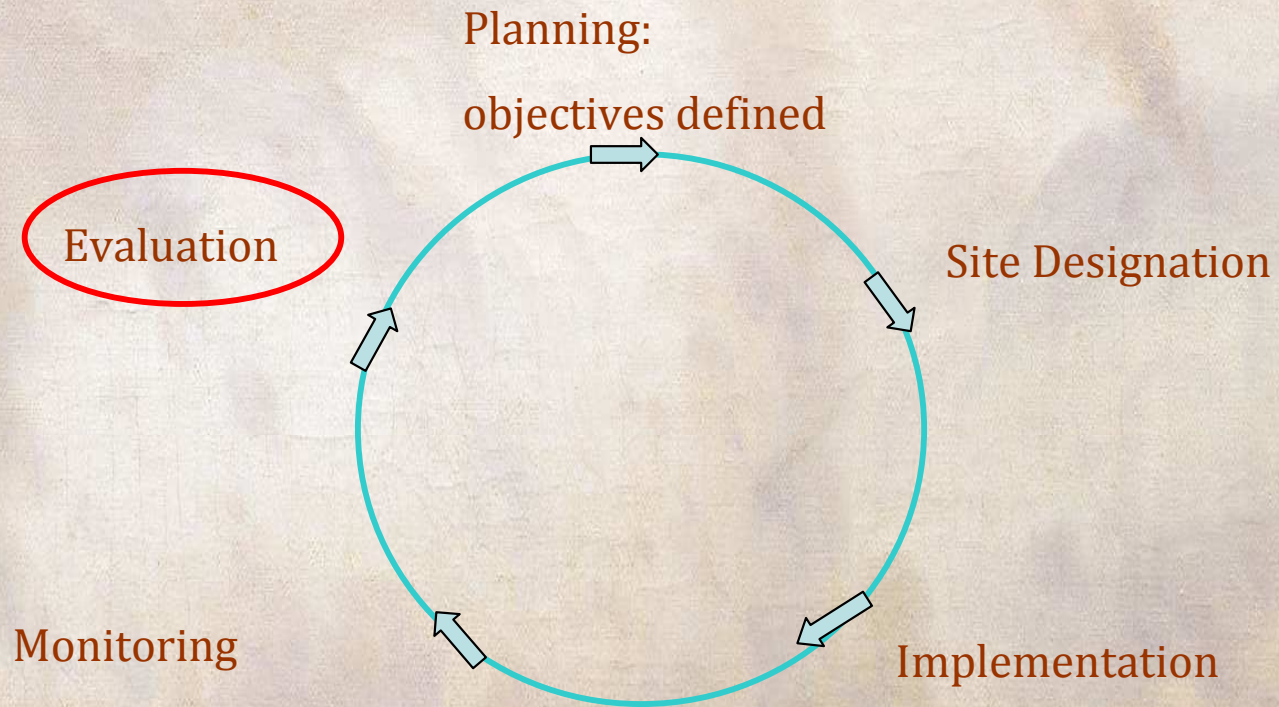 Planning:
objectives defined
Evaluation
Site Designation
Monitoring
Implementation